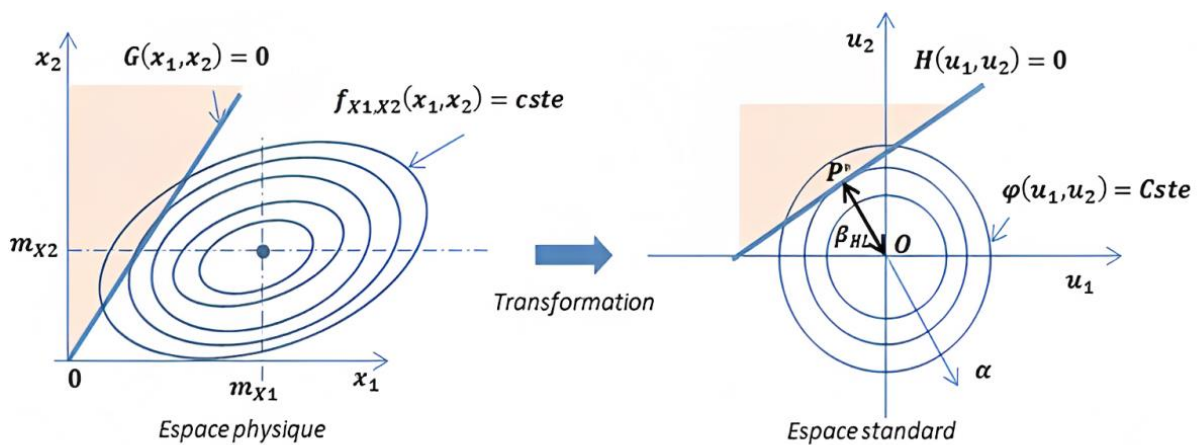 x₂
G(x₁,x₂) = 0
f_{X1,X2}(x₁,x₂) = cste
m_{X2}
0
m_{X1}
x₁
Espace physique
Transformation
u₂
H(u₁,u₂) = 0
P*
φ(u₁,u₂) = Cste
β_{HL}
O
u₁
α
Espace standard